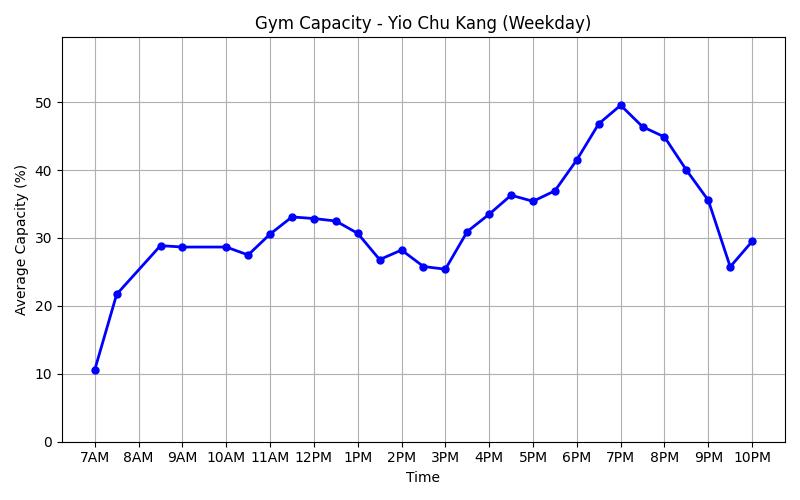 Gym Capacity - Yio Chu Kang (Weekday)
Average Capacity (%)
50
40
30
20
10
0
7AM 8AM 9AM 10AM 11AM 12PM 1PM 2PM 3PM 4PM 5PM 6PM 7PM 8PM 9PM 10PM
Time